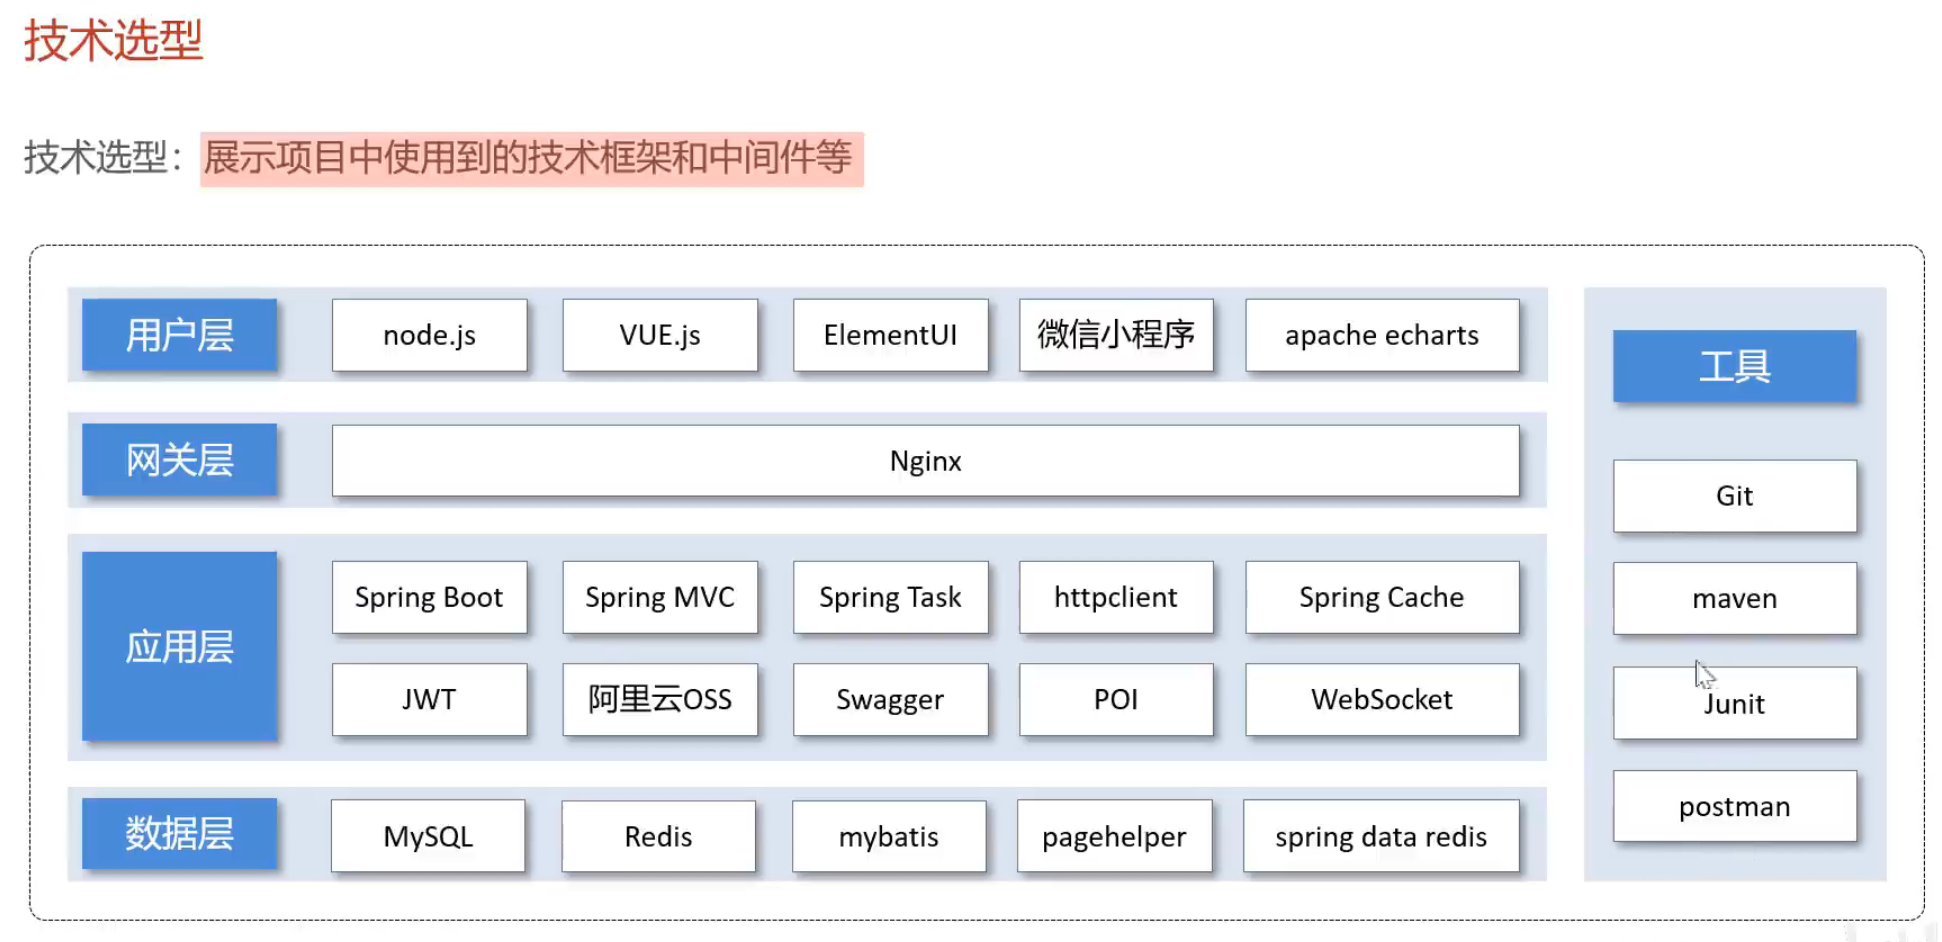 技术选型
技术选型：展示项目中使用到的技术框架和中间件等
用户层 node.js VUE.js ElementUI 微信小程序 apache echarts
网关层 Nginx
应用层
Spring Boot Spring MVC Spring Task httpclient Spring Cache
JWT 阿里云OSS Swagger POI WebSocket
数据层 MySQL Redis mybatis pagehelper spring data redis
工具
Git
maven
Junit
postman